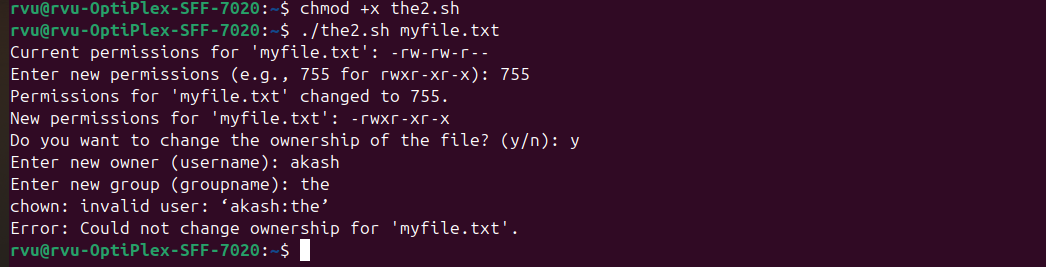 rvu@rvu-OptiPlex-SFF-7020:~$ chmod +x the2.sh
rvu@rvu-OptiPlex-SFF-7020:~$ ./the2.sh myfile.txt
Current permissions for 'myfile.txt': -rw-rw-r--
Enter new permissions (e.g., 755 for rwxr-xr-x): 755
Permissions for 'myfile.txt' changed to 755.
New permissions for 'myfile.txt': -rwxr-xr-x
Do you want to change the ownership of the file? (y/n): y
Enter new owner (username): akash
Enter new group (groupname): the
chown: invalid user: ‘akash:the’
Error: Could not change ownership for 'myfile.txt'.
rvu@rvu-OptiPlex-SFF-7020:~$